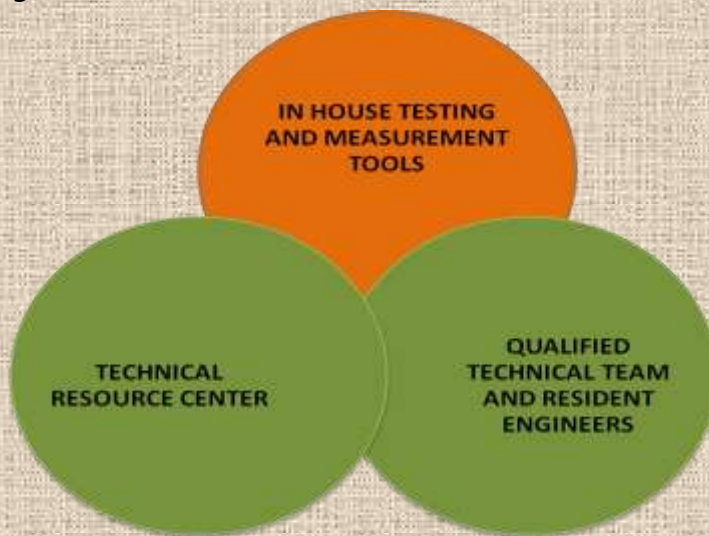 IN HOUSE TESTING
AND MEASUREMENT
TOOLS
TECHNICAL
RESOURCE CENTER
QUALIFIED
TECHNICAL TEAM
AND RESIDENT
ENGINEERS